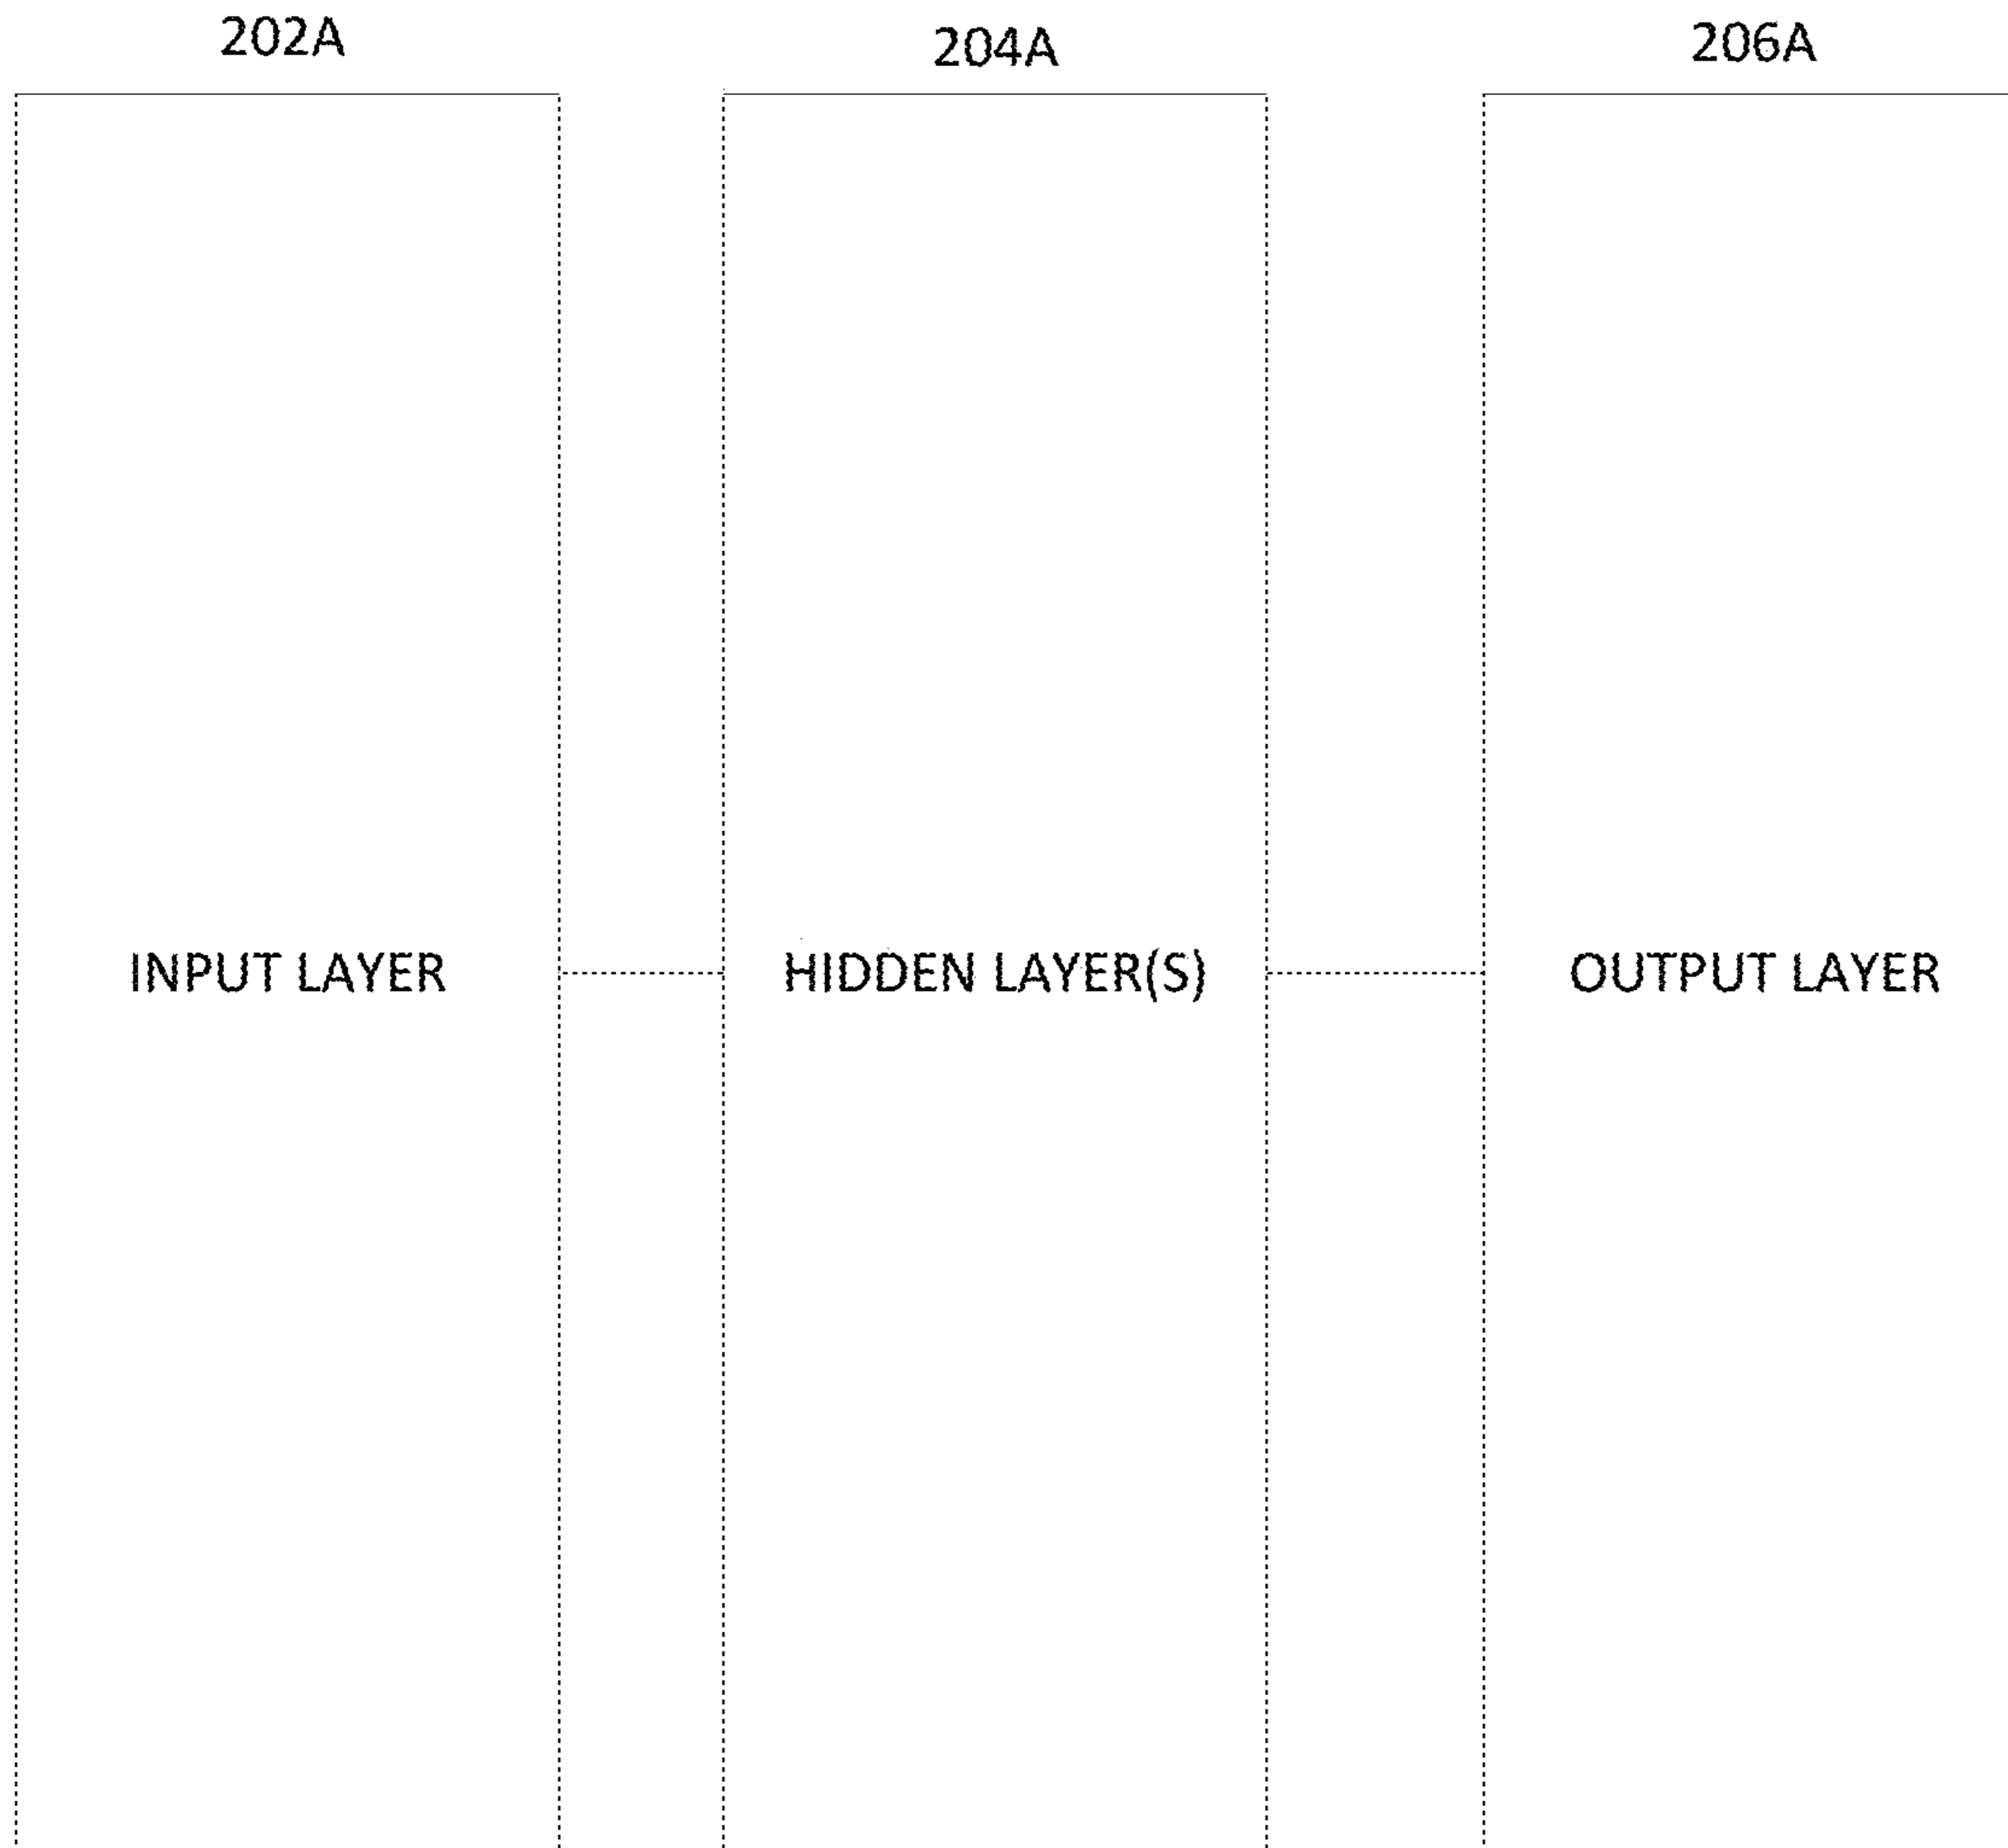 202A
204A
206A
INPUT LAYER
HIDDEN LAYER(S)
OUTPUT LAYER